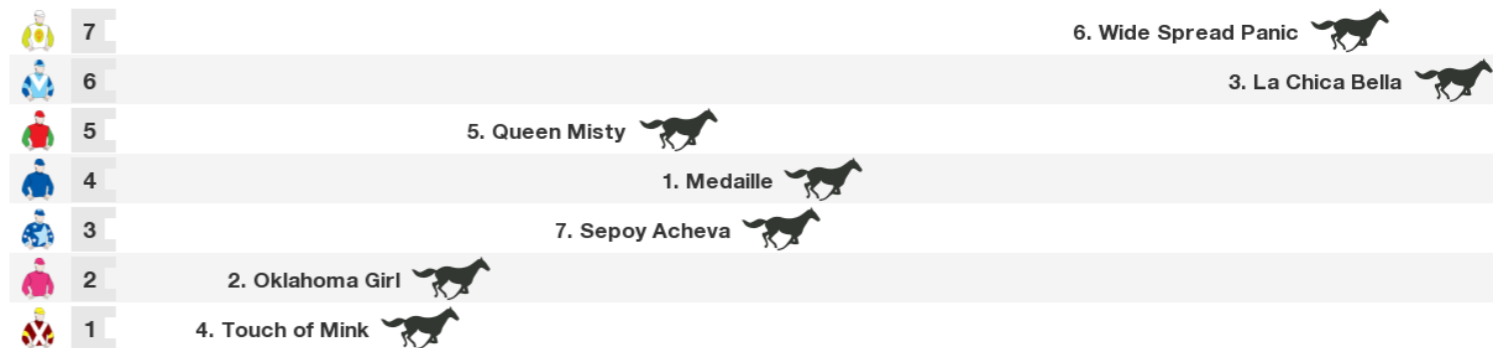 7 6. Wide Spread Panic
6 3. La Chica Bella
5 5. Queen Misty
4 1. Medaille
3 7. Sepoy Acheva
2 2. Oklahoma Girl
1 4. Touch of Mink